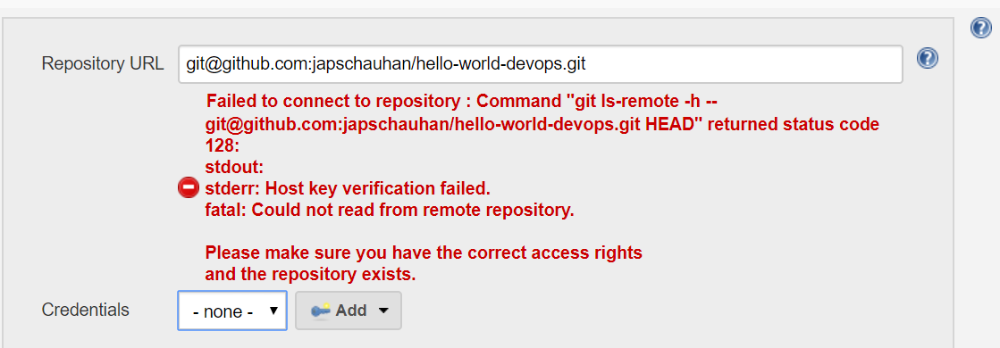 Repository URL git@github.com:japschauhan/hello-world-devops.git
Failed to connect to repository : Command "git ls-remote -h --
git@github.com:japschauhan/hello-world-devops.git HEAD" returned status code
128:
stdout:
stderr: Host key verification failed.
fatal: Could not read from remote repository.
Please make sure you have the correct access rights
and the repository exists.
Credentials - none - Add